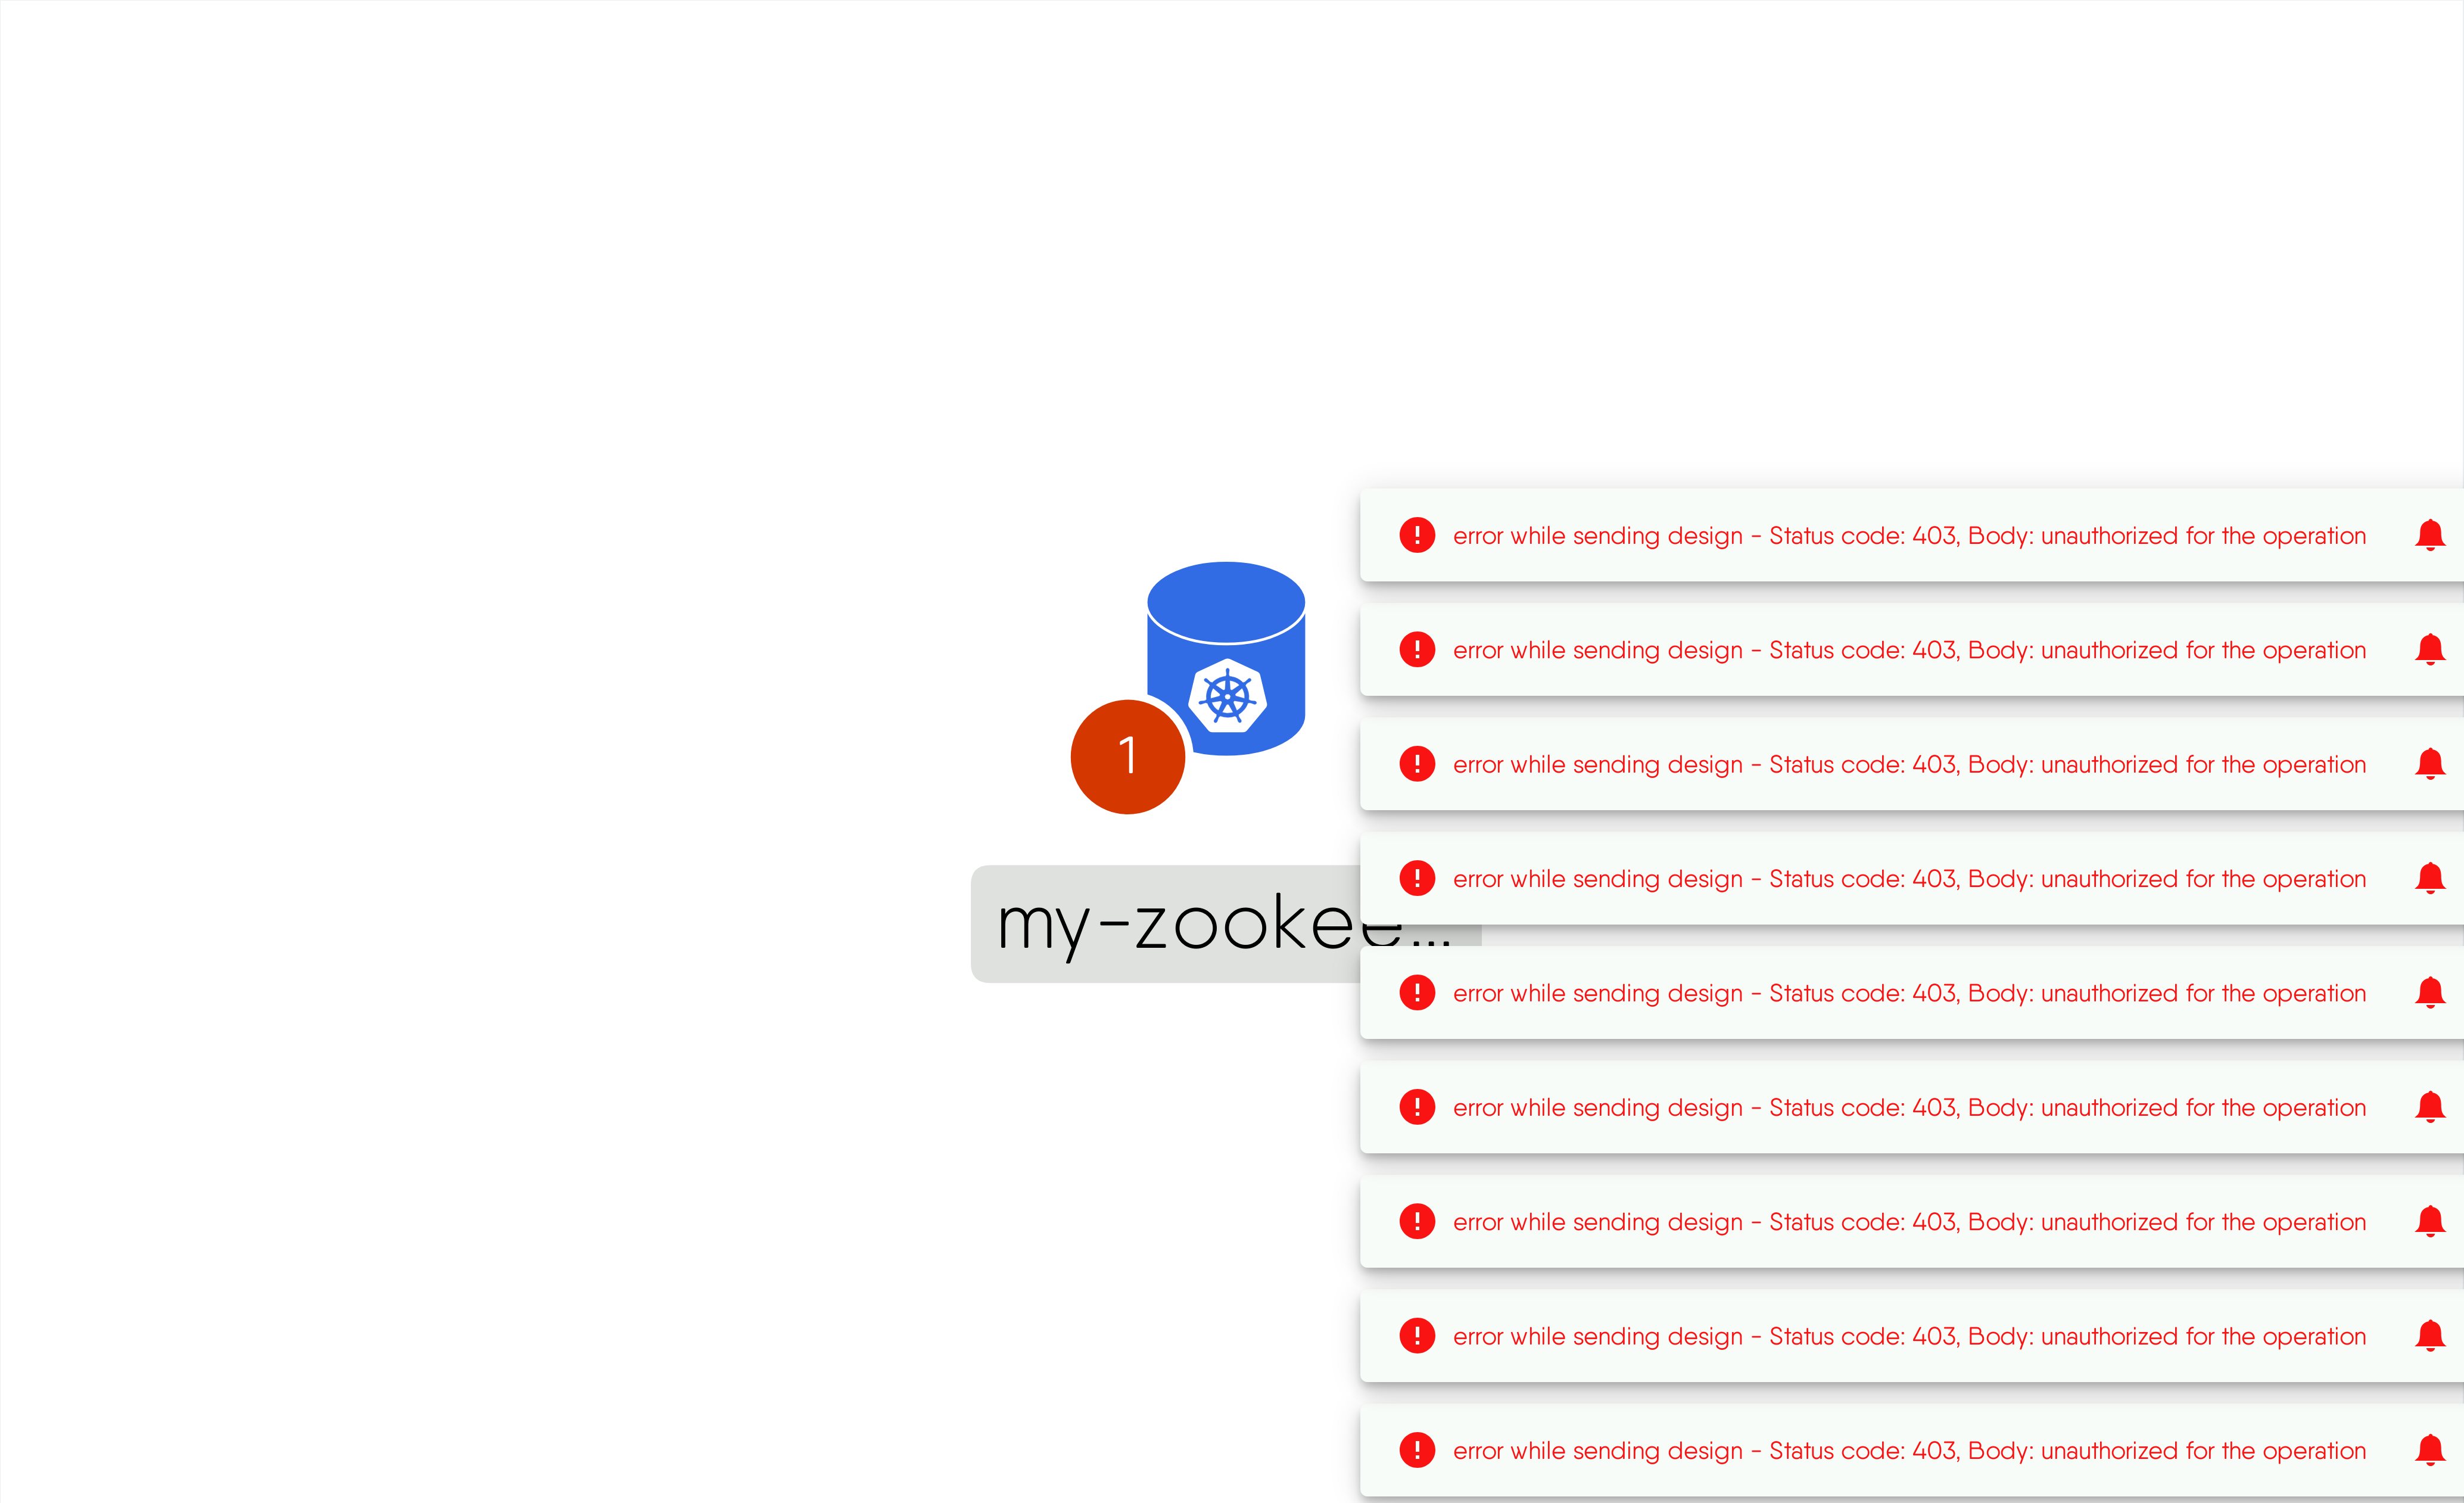 error while sending design - Status code: 403, Body: unauthorized for the operation
error while sending design - Status code: 403, Body: unauthorized for the operation
1
error while sending design - Status code: 403, Body: unauthorized for the operation
error while sending design - Status code: 403, Body: unauthorized for the operation
my-zookee...
error while sending design - Status code: 403, Body: unauthorized for the operation
error while sending design - Status code: 403, Body: unauthorized for the operation
error while sending design - Status code: 403, Body: unauthorized for the operation
error while sending design - Status code: 403, Body: unauthorized for the operation
error while sending design - Status code: 403, Body: unauthorized for the operation